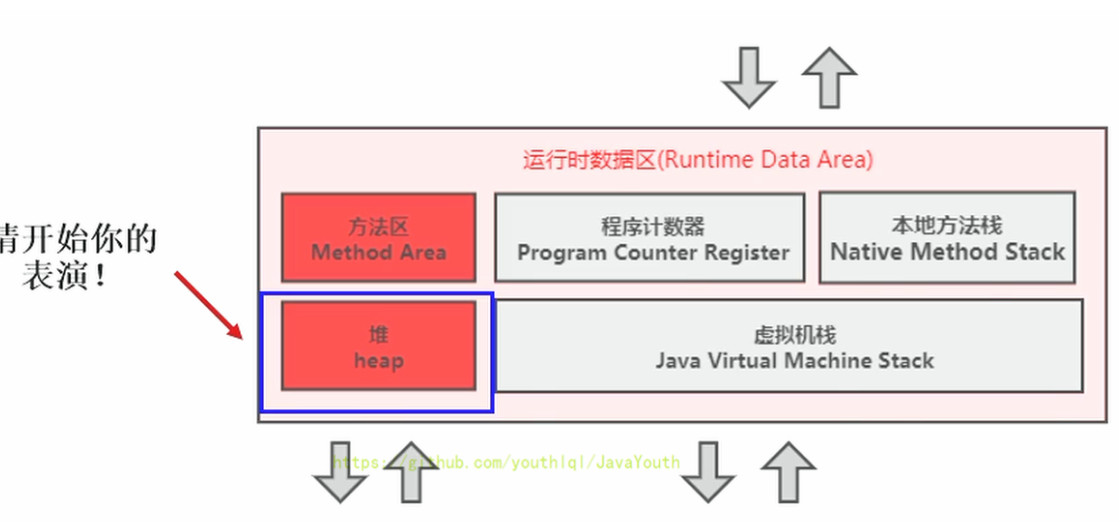 运行时数据区(Runtime Data Area)
方法区
Method Area
程序计数器
Program Counter Register
本地方法栈
Native Method Stack
请开始你的
表演！
堆
heap
虚拟机栈
Java Virtual Machine Stack
https://github.com/youthlql/JavaYouth